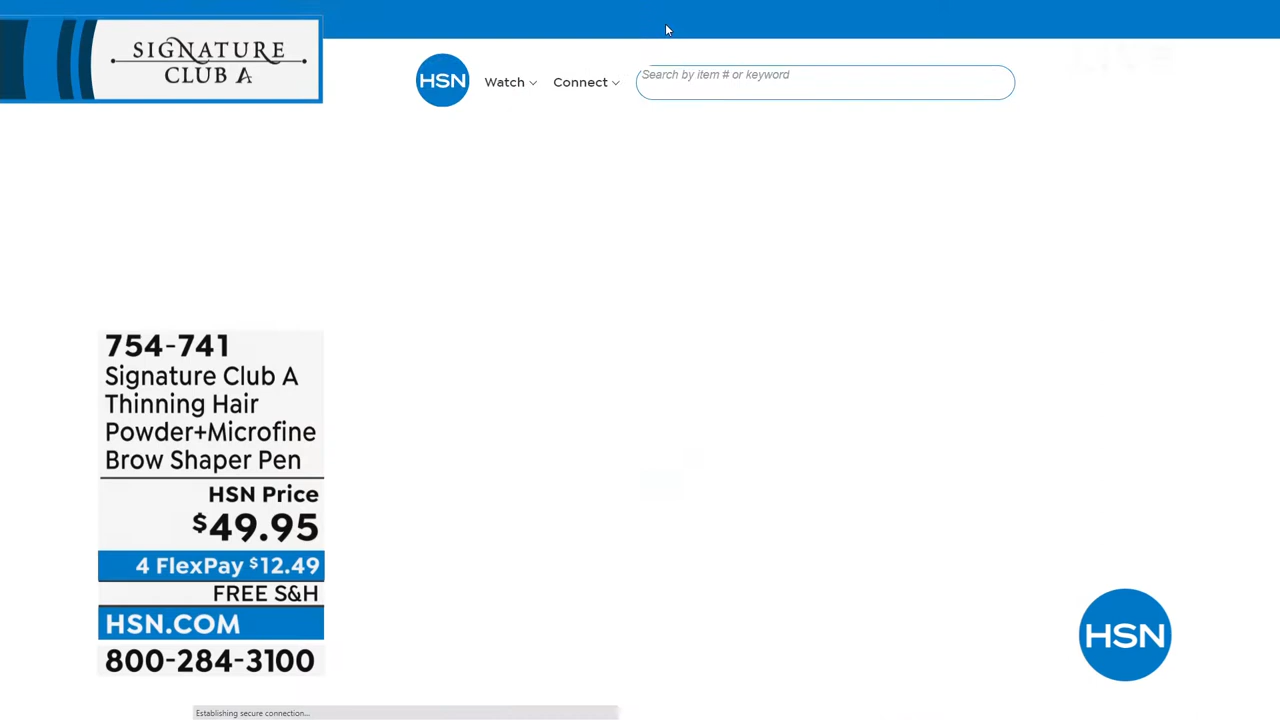 SIGNATURE
CLUB A
HSN
Watch
Connect
Search by item # or keyword
754-741
Signature Club A
Thinning Hair
Powder+Microfine
Brow Shaper Pen
HSN Price
$49.95
4 FlexPay $12.49
FREE S&H
HSN.COM
800-284-3100
HSN
Establishing secure connection...